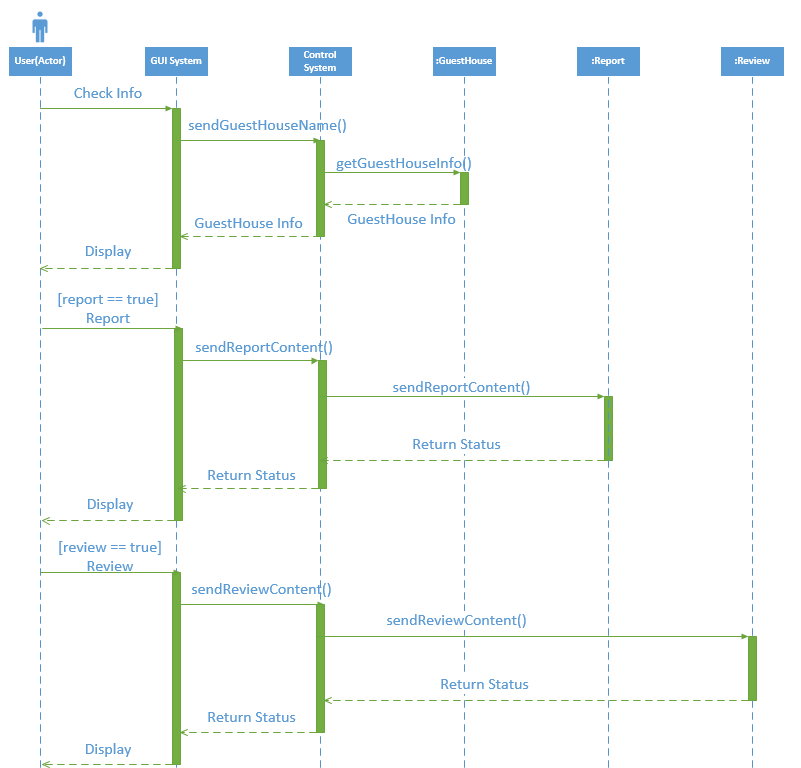 User(Actor)
GUI System
Control
System
:GuestHouse
:Report
:Review
Check Info
sendGuestHouseName()
getGuestHouseInfo()
GuestHouse Info
GuestHouse Info
Display
[report == true]
Report
sendReportContent()
sendReportContent()
Return Status
Return Status
Display
[review == true]
Review
sendReviewContent()
sendReviewContent()
Return Status
Return Status
Display